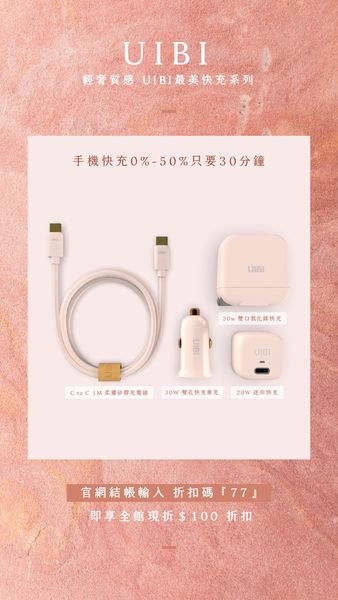 UIBI
輕奢質感 UIBI最美快充系列
手機快充0%-50%只要30分鐘
UIBI
UIBI
UIBI
UIBI
30w 雙口氮化鎵快充
C to C 1M 柔膚矽膠充電線
30W 雙孔快充車充
20W 迷你快充
官網結帳輸入 折扣碼『77』
即享全館現折＄100 折扣